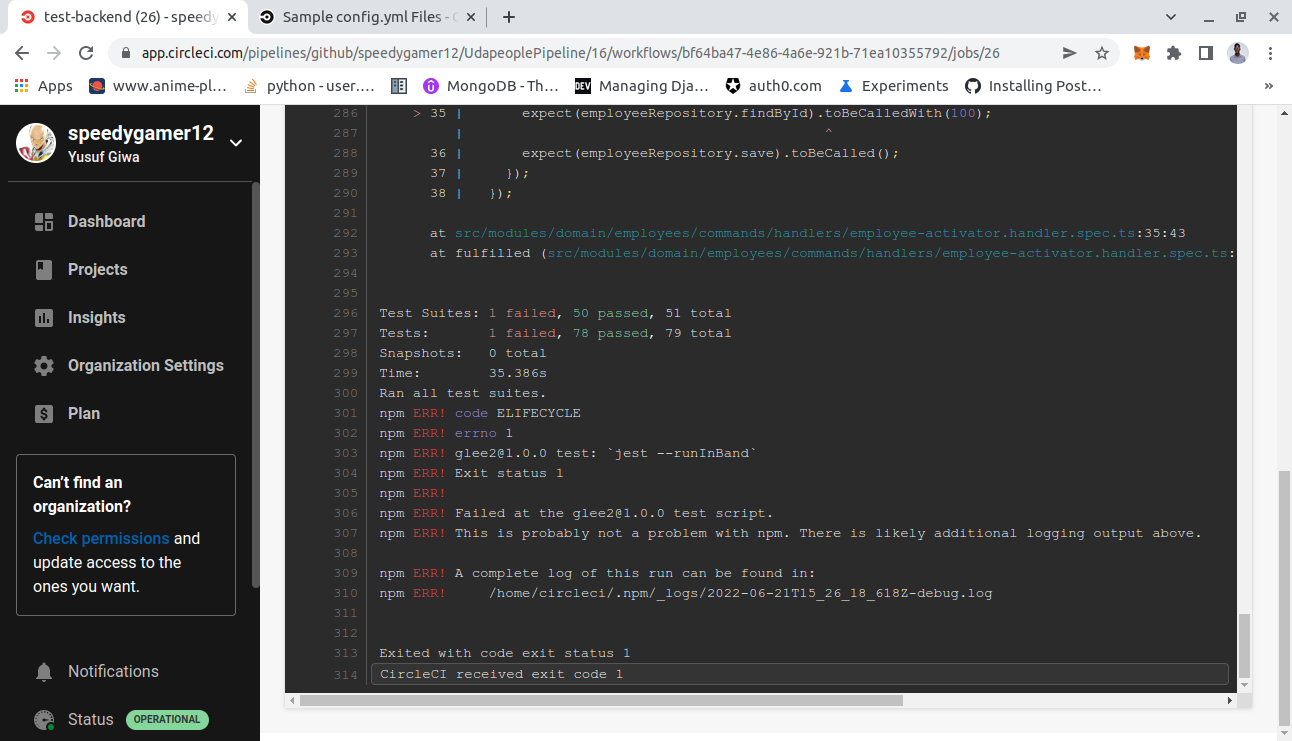 test-backend (26) - speedy
Sample config.yml Files - C
app.circleci.com/pipelines/github/speedygamer12/UdapeoplePipeline/16/workflows/bf64ba47-4e86-4a6e-921b-71ea10355792/jobs/26
Apps www.anime-pl... python - user.... MongoDB - Th... DEV Managing Dja... auth0.com Experiments Installing Post... »
speedygamer12
Yusuf Giwa
Dashboard
Projects
Insights
Organization Settings
Plan
Can't find an
organization?
Check permissions and
update access to the
ones you want.
Notifications
Status OPERATIONAL
286 > 35 | expect(employeeRepository.findById).toBeCalledWith(100);
287 | ^
288 36 | expect(employeeRepository.save).toBeCalled();
289 37 | });
290 38 | });
291
292 at src/modules/domain/employees/commands/handlers/employee-activator.handler.spec.ts:35:43
293 at fulfilled (src/modules/domain/employees/commands/handlers/employee-activator.handler.spec.ts:
294
295
296 Test Suites: 1 failed, 50 passed, 51 total
297 Tests: 1 failed, 78 passed, 79 total
298 Snapshots: 0 total
299 Time: 35.386s
300 Ran all test suites.
301 npm ERR! code ELIFECYCLE
302 npm ERR! errno 1
303 npm ERR! glee2@1.0.0 test: `jest --runInBand`
304 npm ERR! Exit status 1
305 npm ERR!
306 npm ERR! Failed at the glee2@1.0.0 test script.
307 npm ERR! This is probably not a problem with npm. There is likely additional logging output above.
308
309 npm ERR! A complete log of this run can be found in:
310 npm ERR! /home/circleci/.npm/_logs/2022-06-21T15_26_18_618Z-debug.log
311
312
313 Exited with code exit status 1
314 CircleCI received exit code 1